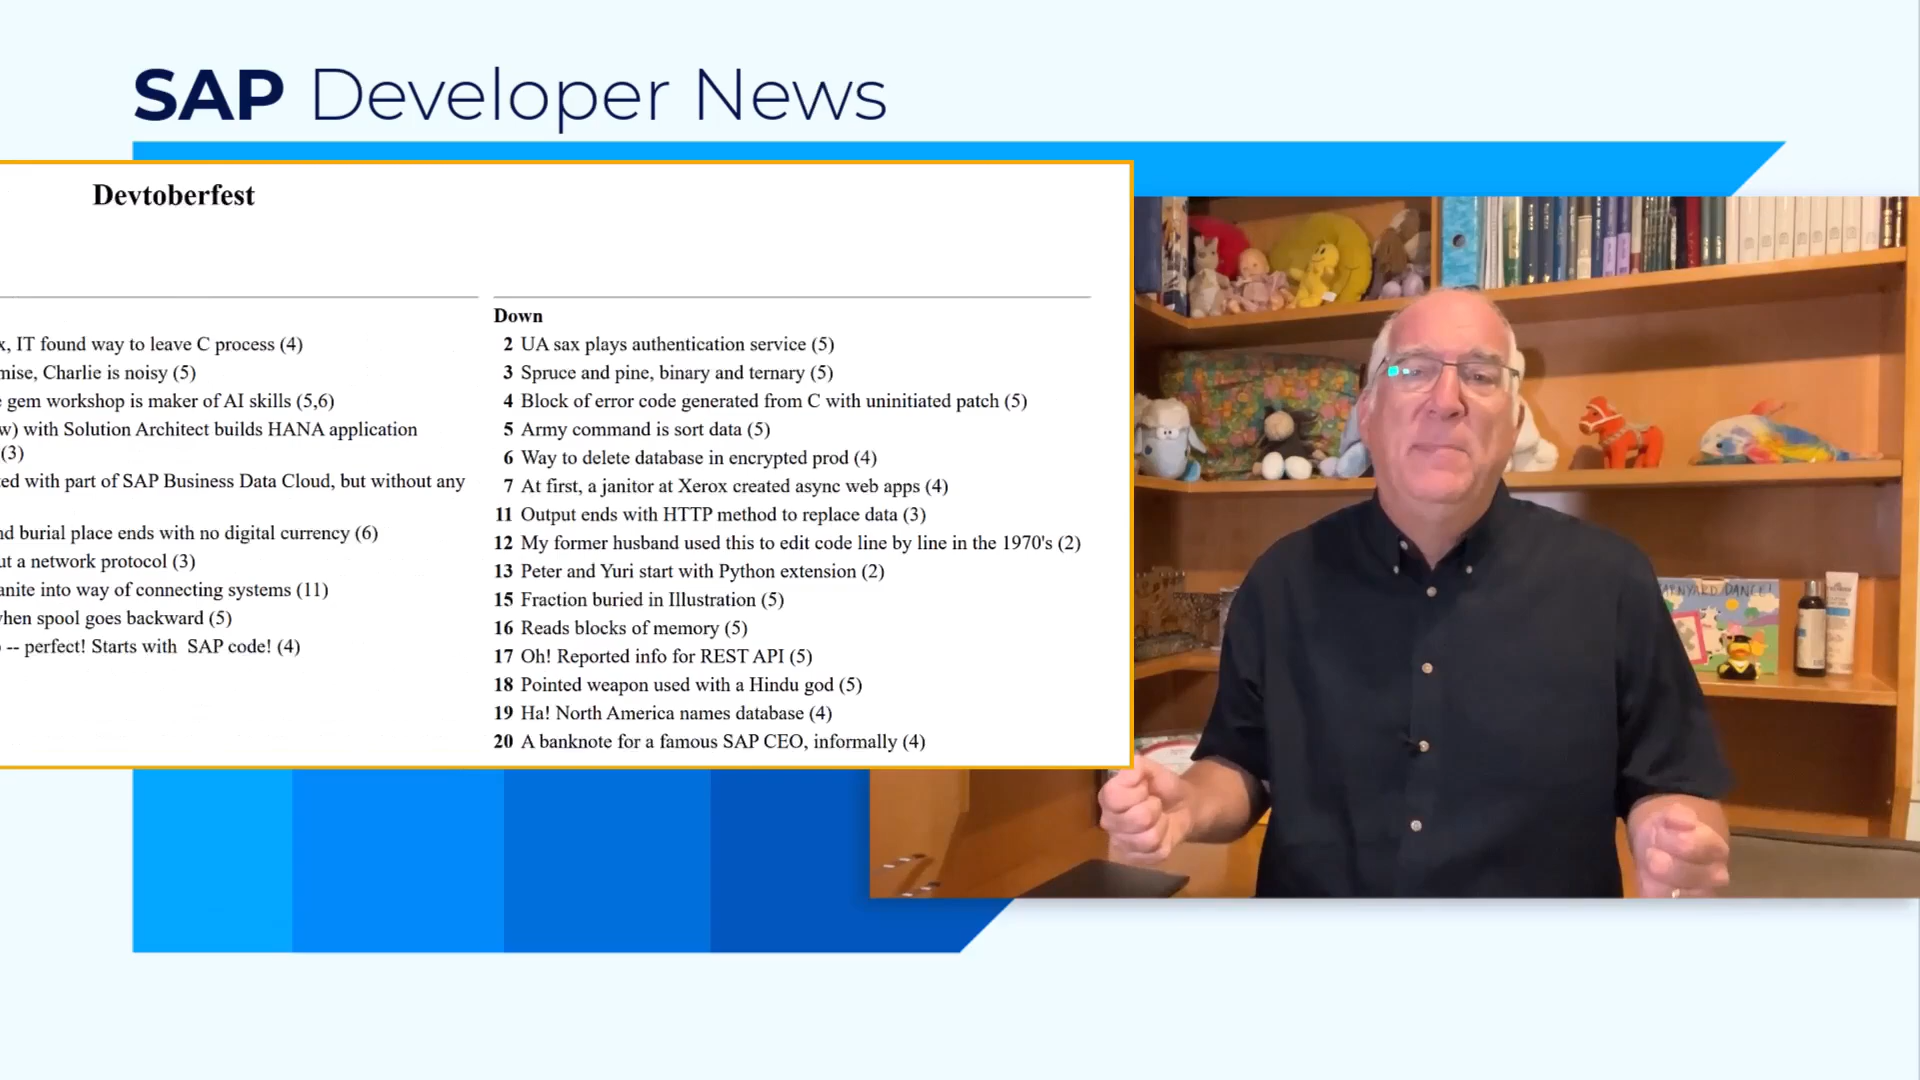 SAP Developer News
Devtoberfest
x, IT found way to leave C process (4)
mise, Charlie is noisy (5)
e gem workshop is maker of AI skills (5,6)
w) with Solution Architect builds HANA application
(3)
ted with part of SAP Business Data Cloud, but without any
nd burial place ends with no digital currency (6)
ut a network protocol (3)
anite into way of connecting systems (11)
when spool goes backward (5)
-- perfect! Starts with SAP code! (4)
Down
2 UA sax plays authentication service (5)
3 Spruce and pine, binary and ternary (5)
4 Block of error code generated from C with uninitiated patch (5)
5 Army command is sort data (5)
6 Way to delete database in encrypted prod (4)
7 At first, a janitor at Xerox created async web apps (4)
11 Output ends with HTTP method to replace data (3)
12 My former husband used this to edit code line by line in the 1970's (2)
13 Peter and Yuri start with Python extension (2)
15 Fraction buried in Illustration (5)
16 Reads blocks of memory (5)
17 Oh! Reported info for REST API (5)
18 Pointed weapon used with a Hindu god (5)
19 Ha! North America names database (4)
20 A banknote for a famous SAP CEO, informally (4)
ARNYARD DANCE!